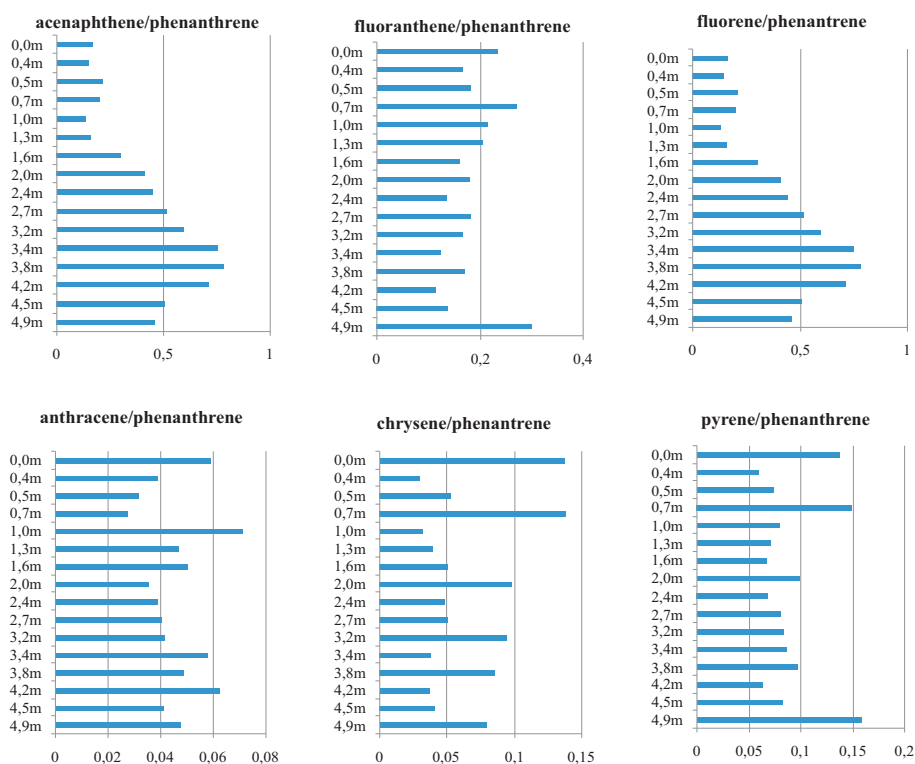 acenaphthene/phenanthrene
0,0m
0,4m
0,5m
0,7m
1,0m
1,3m
1,6m
2,0m
2,4m
2,7m
3,2m
3,4m
3,8m
4,2m
4,5m
4,9m
0 0,5 1
fluoranthene/phenanthrene
0,0m
0,4m
0,5m
0,7m
1,0m
1,3m
1,6m
2,0m
2,4m
2,7m
3,2m
3,4m
3,8m
4,2m
4,5m
4,9m
0 0,2 0,4
fluorene/phenantrene
0,0m
0,4m
0,5m
0,7m
1,0m
1,3m
1,6m
2,0m
2,4m
2,7m
3,2m
3,4m
3,8m
4,2m
4,5m
4,9m
0 0,5 1
anthracene/phenanthrene
0,0m
0,4m
0,5m
0,7m
1,0m
1,3m
1,6m
2,0m
2,4m
2,7m
3,2m
3,4m
3,8m
4,2m
4,5m
4,9m
0 0,02 0,04 0,06 0,08
chrysene/phenantrene
0,0m
0,4m
0,5m
0,7m
1,0m
1,3m
1,6m
2,0m
2,4m
2,7m
3,2m
3,4m
3,8m
4,2m
4,5m
4,9m
0 0,05 0,1 0,15
pyrene/phenanthrene
0,0m
0,4m
0,5m
0,7m
1,0m
1,3m
1,6m
2,0m
2,4m
2,7m
3,2m
3,4m
3,8m
4,2m
4,5m
4,9m
0 0,05 0,1 0,15 0,2